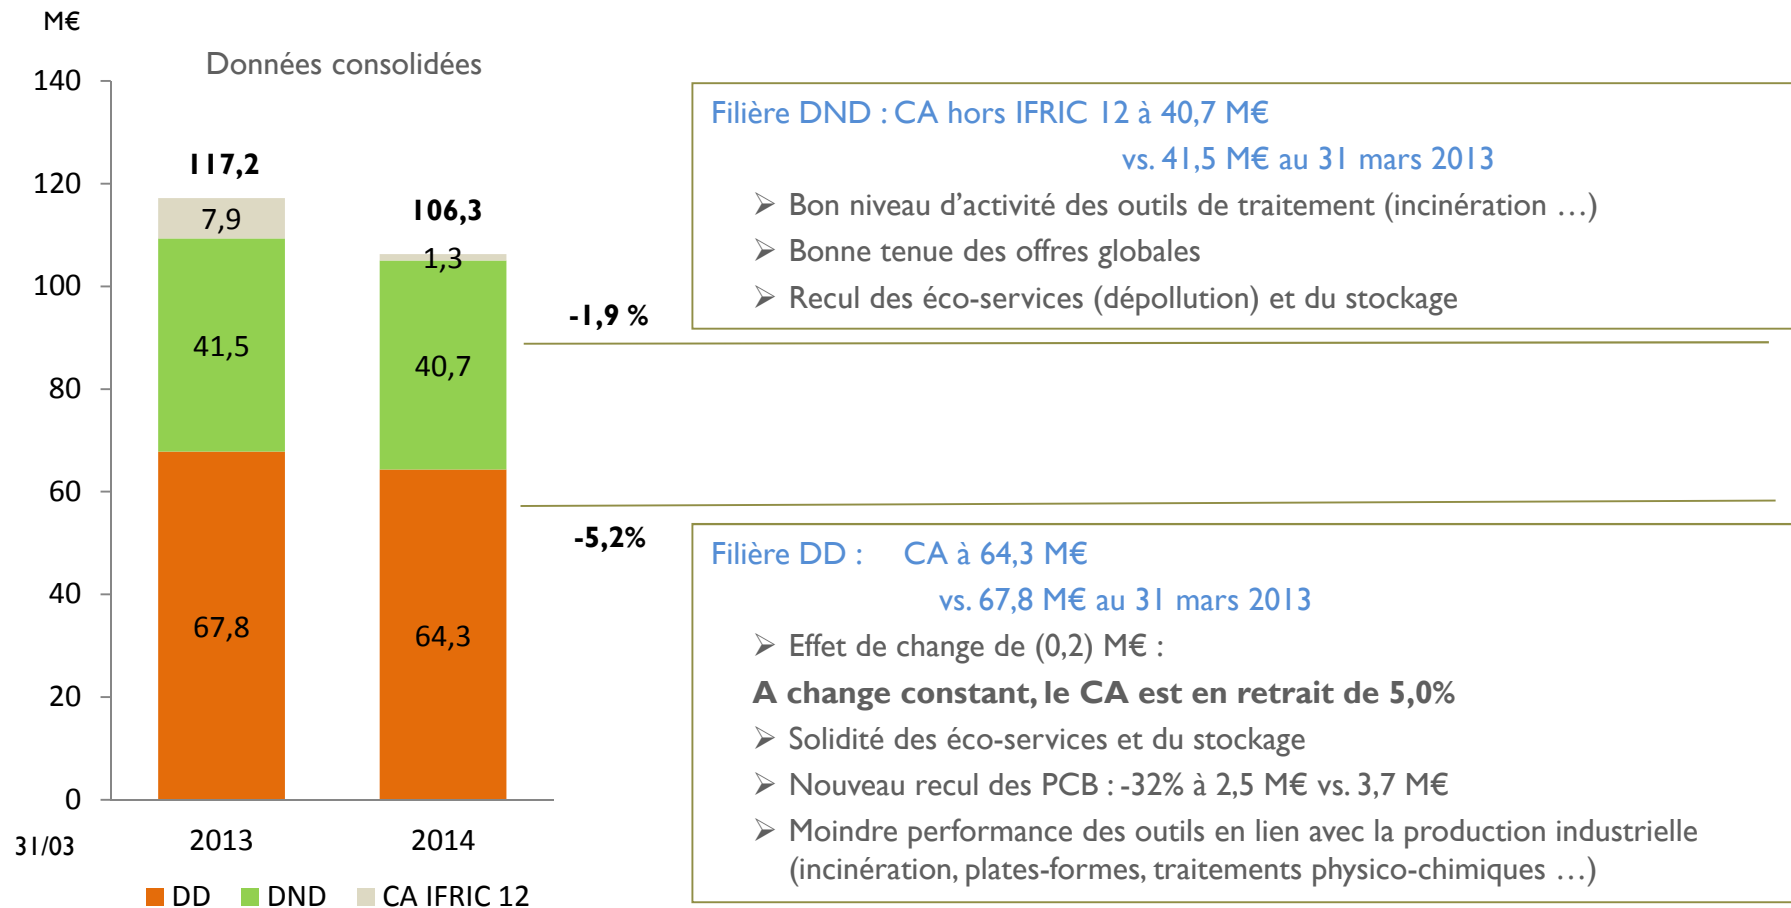 M€
Données consolidées
140
120
100
80
60
40
20
0
117,2
7,9
41,5
67,8
106,3
1,3
40,7
64,3
31/03
2013
2014
DD
DND
CA IFRIC 12
-1,9 %
-5,2%
Filière DND : CA hors IFRIC 12 à 40,7 M€
vs. 41,5 M€ au 31 mars 2013
➢ Bon niveau d’activité des outils de traitement (incinération …)
➢ Bonne tenue des offres globales
➢ Recul des éco-services (dépollution) et du stockage
Filière DD : CA à 64,3 M€
vs. 67,8 M€ au 31 mars 2013
➢ Effet de change de (0,2) M€ :
A change constant, le CA est en retrait de 5,0%
➢ Solidité des éco-services et du stockage
➢ Nouveau recul des PCB : -32% à 2,5 M€ vs. 3,7 M€
➢ Moindre performance des outils en lien avec la production industrielle
(incinération, plates-formes, traitements physico-chimiques …)